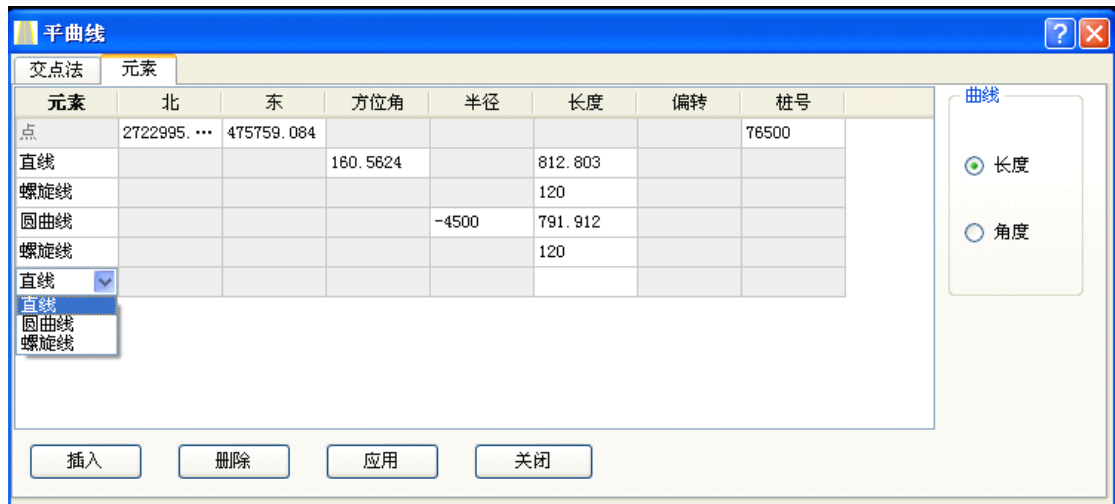 平曲线
交点法 元素
元素 北 东 方位角 半径 长度 偏转 桩号
点 2722995.… 475759.084 76500
直线 160.5624 812.803
螺旋线 120
圆曲线 -4500 791.912
螺旋线 120
直线
直线
圆曲线
螺旋线
曲线
长度
角度
插入 删除 应用 关闭